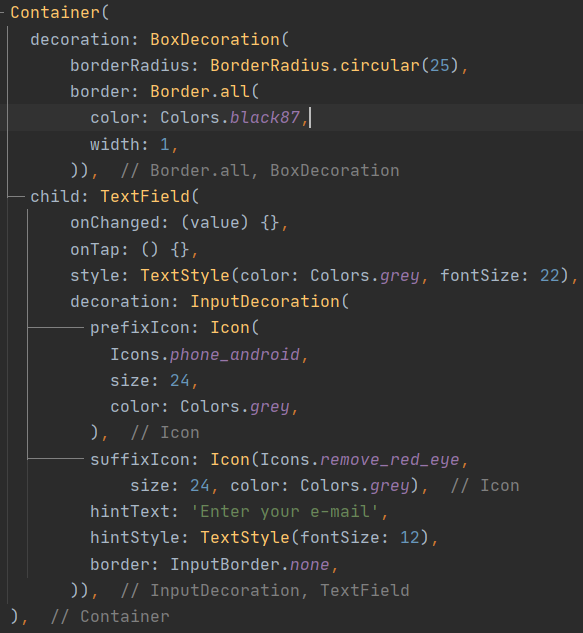 Container(
decoration: BoxDecoration(
borderRadius: BorderRadius.circular(25),
border: Border.all(
color: Colors.black87,
width: 1,
)), // Border.all, BoxDecoration
child: TextField(
onChanged: (value) {},
onTap: () {},
style: TextStyle(color: Colors.grey, fontSize: 22),
decoration: InputDecoration(
prefixIcon: Icon(
Icons.phone_android,
size: 24,
color: Colors.grey,
), // Icon
suffixIcon: Icon(Icons.remove_red_eye,
size: 24, color: Colors.grey), // Icon
hintText: 'Enter your e-mail',
hintStyle: TextStyle(fontSize: 12),
border: InputBorder.none,
)), // InputDecoration, TextField
), // Container